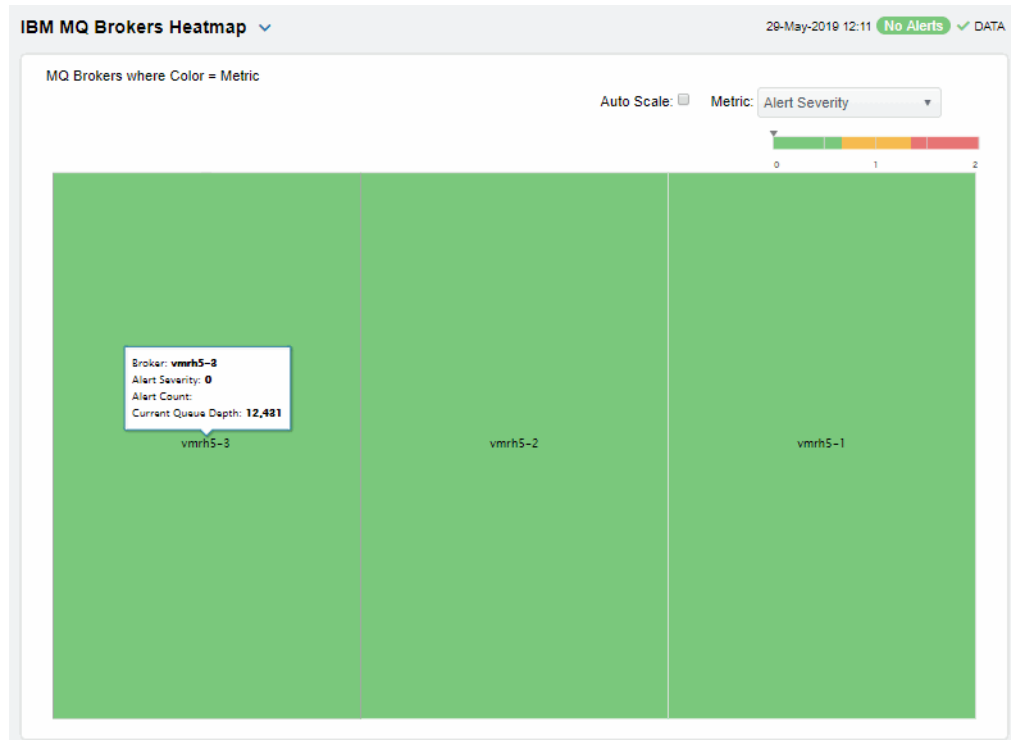 IBM MQ Brokers Heatmap
29-May-2019 12:11 No Alerts DATA
MQ Brokers where Color = Metric
Auto Scale: Metric: Alert Severity
0 1 2
Broker: vmrh5-3
Alert Severity: 0
Alert Count:
Current Queue Depth: 12,431
vmrh5-3 vmrh5-2 vmrh5-1